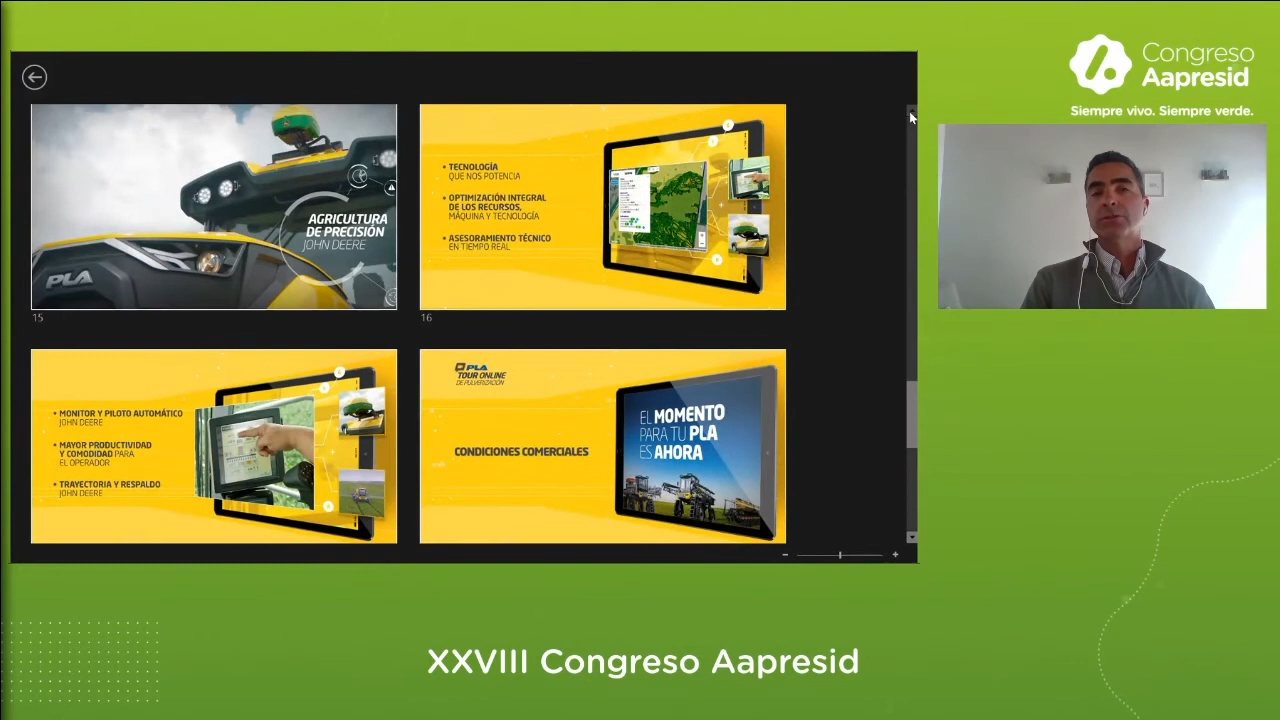 Congreso
Aapresid
Siempre vivo. Siempre verde.
AGRICULTURA
DE PRECISIÓN
JOHN DEERE
PLA
15
• TECNOLOGÍA
QUE NOS POTENCIA
• OPTIMIZACIÓN INTEGRAL
DE LOS RECURSOS,
MÁQUINA Y TECNOLOGÍA
• ASESORAMIENTO TÉCNICO
EN TIEMPO REAL
16
• MONITOR Y PILOTO AUTOMÁTICO
JOHN DEERE
• MAYOR PRODUCTIVIDAD
Y COMODIDAD PARA
EL OPERADOR
• TRAYECTORIA Y RESPALDO
JOHN DEERE
PLA
TOUR ONLINE
DE PULVERIZACIÓN
CONDICIONES COMERCIALES
EL MOMENTO
PARA TU PLA
ES AHORA
XXVIII Congreso Aapresid